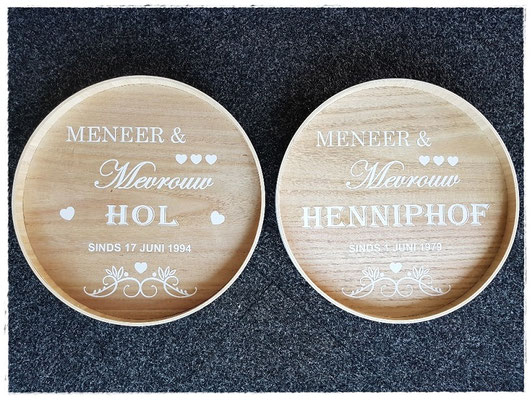 MENEER &
Mevrouw
HOL
SINDS 17 JUNI 1994
MENEER &
Mevrouw
HENNIPHOF
SINDS 1 JUNI 1979